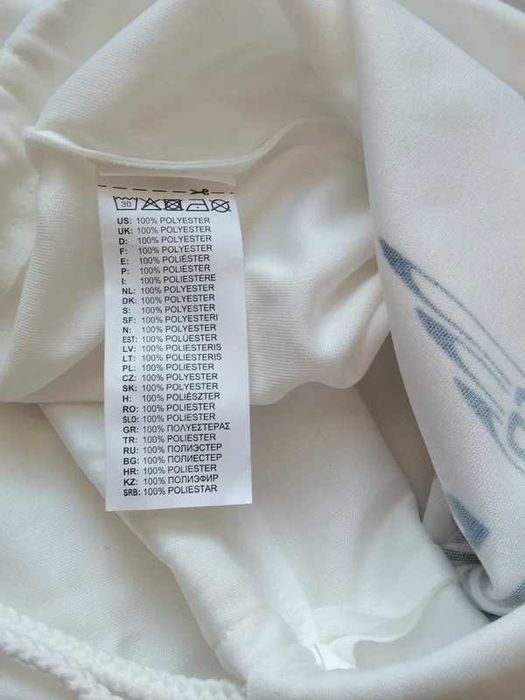 30
US: 100% POLYESTER
UK: 100% POLYESTER
D: 100% POLYESTER
F: 100% POLYESTER
E: 100% POLIÉSTER
P: 100% POLIÉSTER
I: 100% POLIESTERE
NL: 100% POLYESTER
DK: 100% POLYESTER
S: 100% POLYESTER
SF: 100% POLYESTERI
N: 100% POLYESTER
EST: 100% POLÜESTER
LV: 100% POLIESTERIS
LT: 100% POLIESTERIS
PL: 100% POLIESTER
CZ: 100% POLYESTER
SK: 100% POLYESTER
H: 100% POLIÉSZTER
RO: 100% POLIESTER
SLO: 100% POLIESTER
GR: 100% ΠΟΛΥΕΣΤΕΡΑΣ
TR: 100% POLIESTER
RU: 100% ПОЛИЭСТЕР
BG: 100% ПОЛИЕСТЕР
HR: 100% POLIESTER
KZ: 100% ПОЛИЭФИР
SRB: 100% POLIESTAR